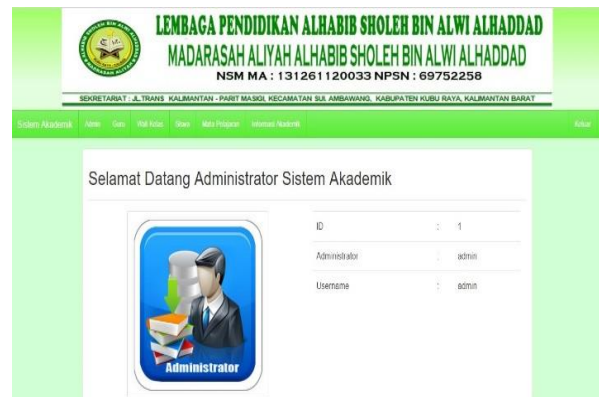 LEMBAGA PENDIDIKAN ALHABIB SHOLEH BIN ALWI ALHADDAD
MADARASAH ALIYAH ALHABIB SHOLEH BIN ALWI ALHADDAD
NSM MA : 131261120033 NPSN : 69752258
SEKRETARIAT : JL.TRANS KALIMANTAN - PARIT MASIGI, KECAMATAN SUI. AMBAWANG, KABUPATEN KUBU RAYA, KALIMANTAN BARAT
Sistem Akademik Admin Guru Wali Kelas Siswa Mata Pelajaran Informasi Akademik Keluar
Selamat Datang Administrator Sistem Akademik
ID : 1
Administrator : admin
Username : admin
Administrator